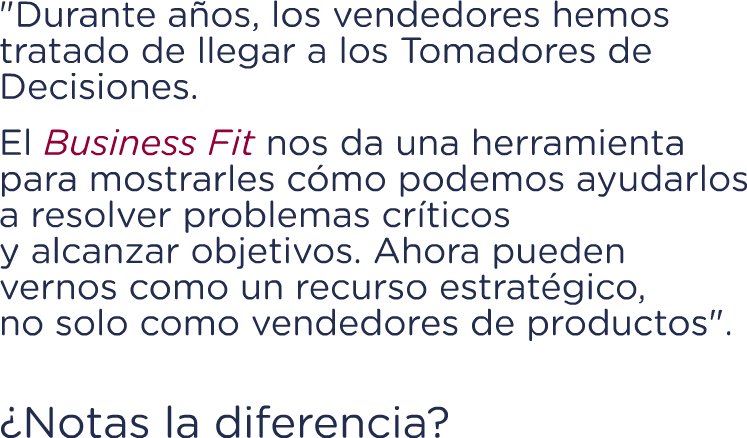 "Durante años, los vendedores hemos
tratado de llegar a los Tomadores de
Decisiones.
El Business Fit nos da una herramienta
para mostrarles cómo podemos ayudarlos
a resolver problemas críticos
y alcanzar objetivos. Ahora pueden
vernos como un recurso estratégico,
no solo como vendedores de productos".
¿Notas la diferencia?